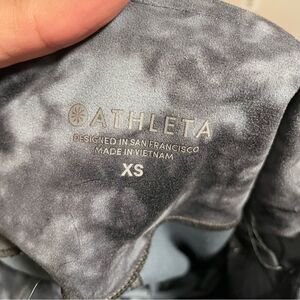 ATHLETA
DESIGNED IN SAN FRANCISCO
MADE IN VIETNAM
XS